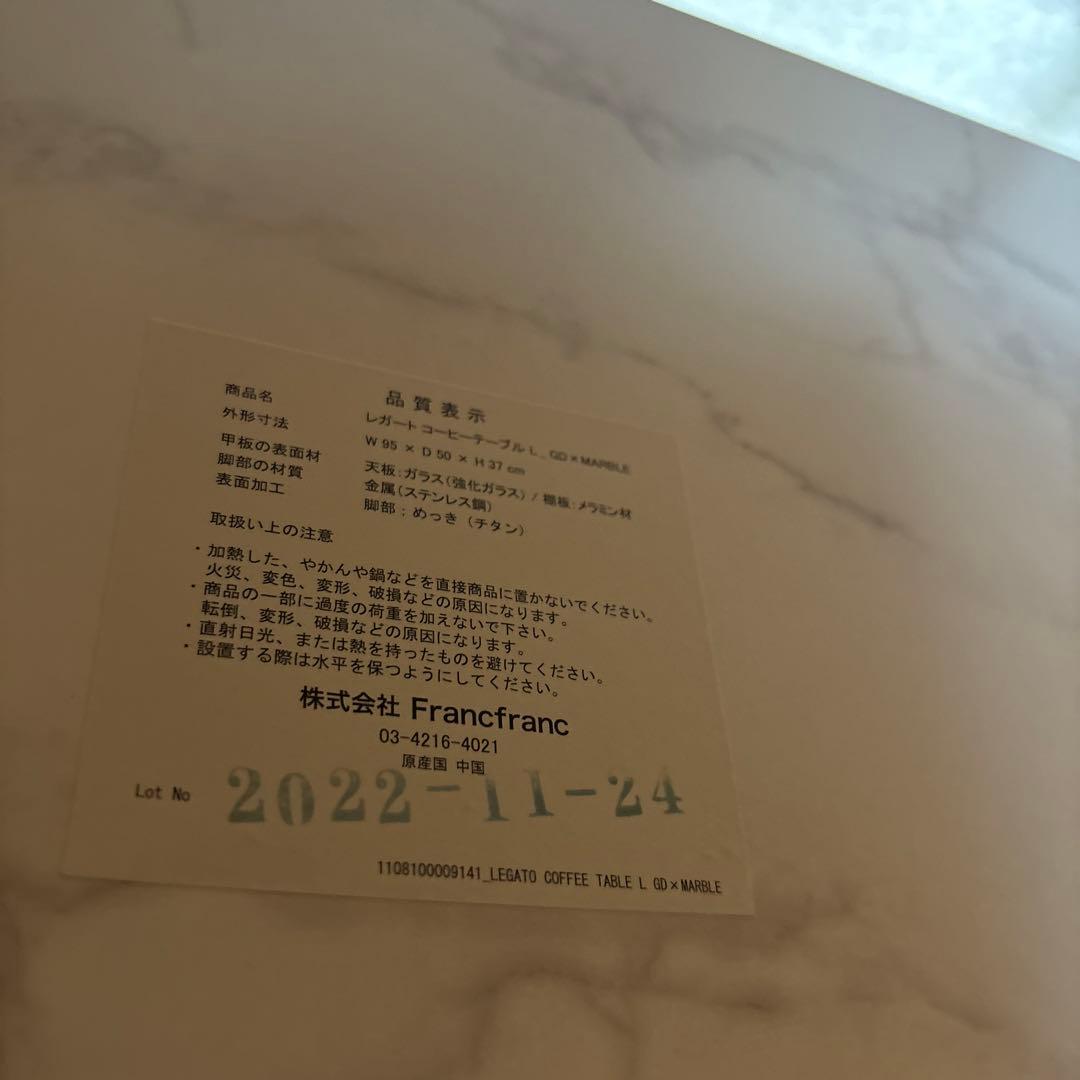 品質表示
商品名 レガート コーヒーテーブル L_GD×MARBLE
外形寸法 W 95 × D 50 × H 37 cm
甲板の表面材 天板:ガラス(強化ガラス) / 棚板:メラミン材
脚部の材質 金属(ステンレス鋼)
表面加工 脚部;めっき(チタン)
取扱い上の注意
・加熱した、やかんや鍋などを直接商品に置かないでください。
火災、変色、変形、破損などの原因になります。
・商品の一部に過度の荷重を加えないで下さい。
転倒、変形、破損などの原因になります。
・直射日光、または熱を持ったものを避けてください。
・設置する際は水平を保つようにしてください。
株式会社 Francfranc
03-4216-4021
原産国 中国
Lot No 2022-11-24
1108100009141_LEGATO COFFEE TABLE L GD×MARBLE